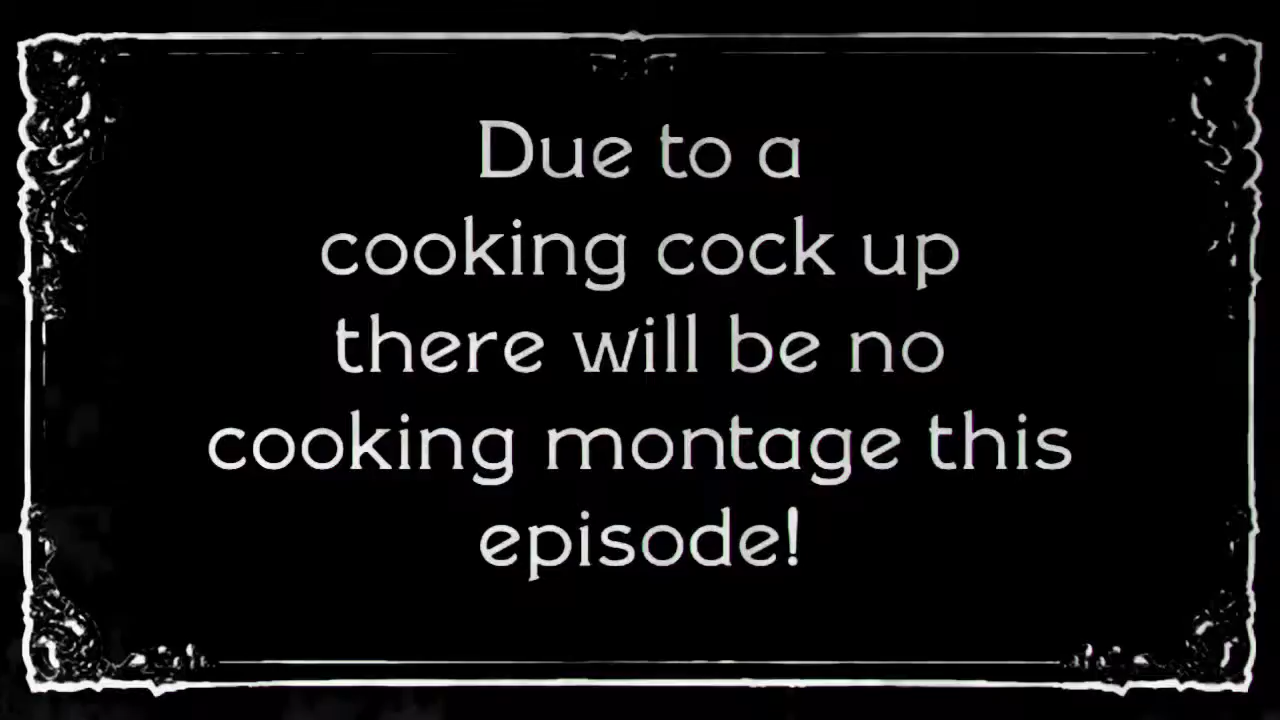 Due to a
cooking cock up
there will be no
cooking montage this
episode!